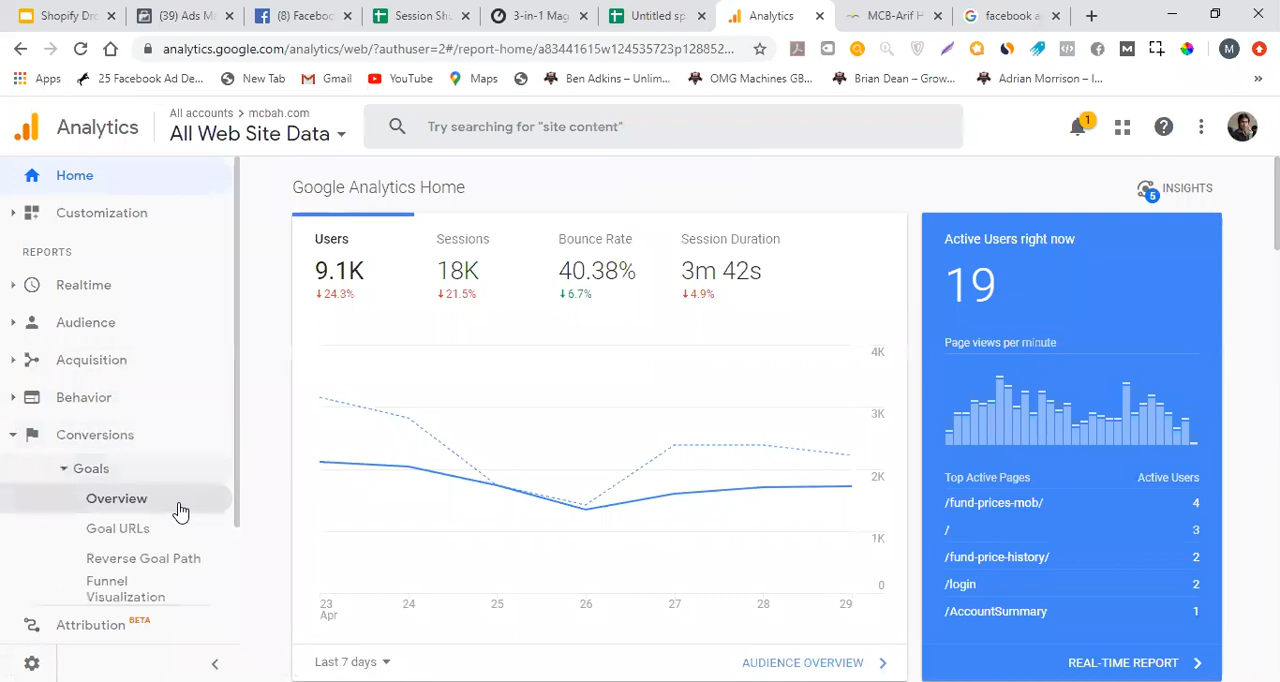 Shopify Dro
(39) Ads Ma
(8) Faceboo
Session Shu
3-in-1 Mag
Untitled sp
Analytics
MCB-Arif H
facebook a
analytics.google.com/analytics/web/?authuser=2#/report-home/a83441615w124535723p128852...
M
Apps
25 Facebook Ad De...
New Tab
Gmail
YouTube
Maps
Ben Adkins – Unlim...
OMG Machines GB...
Brian Dean – Grow...
Adrian Morrison – I...
»
Analytics
All accounts > mcbah.com
All Web Site Data
Try searching for "site content"
1
Home
Customization
REPORTS
Realtime
Audience
Acquisition
Behavior
Conversions
Goals
Overview
Goal URLs
Reverse Goal Path
Funnel
Visualization
Attribution BETA
Google Analytics Home
5 INSIGHTS
Users
Sessions
Bounce Rate
Session Duration
9.1K
18K
40.38%
3m 42s
↓24.3%
↓21.5%
↓6.7%
↓4.9%
4K
3K
2K
1K
0
23
Apr
24
25
26
27
28
29
Last 7 days
AUDIENCE OVERVIEW
Active Users right now
19
Page views per minute
Top Active Pages
Active Users
/fund-prices-mob/
4
/
3
/fund-price-history/
2
/login
2
/AccountSummary
1
REAL-TIME REPORT